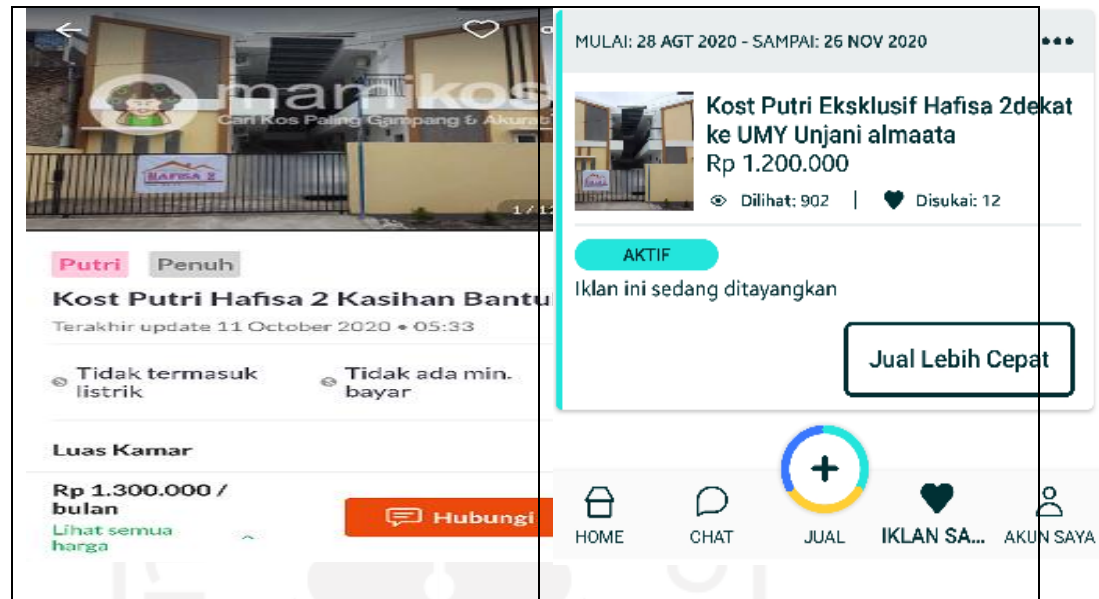 mamikos
Cari Kos Paling Gampang & Akurat
HAFISA 2
Putri
Penuh
Kost Putri Hafisa 2 Kasihan Bantu
Terakhir update 11 October 2020 • 05:33
Tidak termasuk
listrik
Tidak ada min.
bayar
Luas Kamar
Rp 1.300.000 /
bulan
Lihat semua
harga
Hubungi
MULAI: 28 AGT 2020 - SAMPAI: 26 NOV 2020
Kost Putri Eksklusif Hafisa 2dekat
ke UMY Unjani almaata
Rp 1.200.000
Dilihat: 902 | Disukai: 12
AKTIF
Iklan ini sedang ditayangkan
Jual Lebih Cepat
HOME
CHAT
JUAL
IKLAN SA...
AKUN SAYA